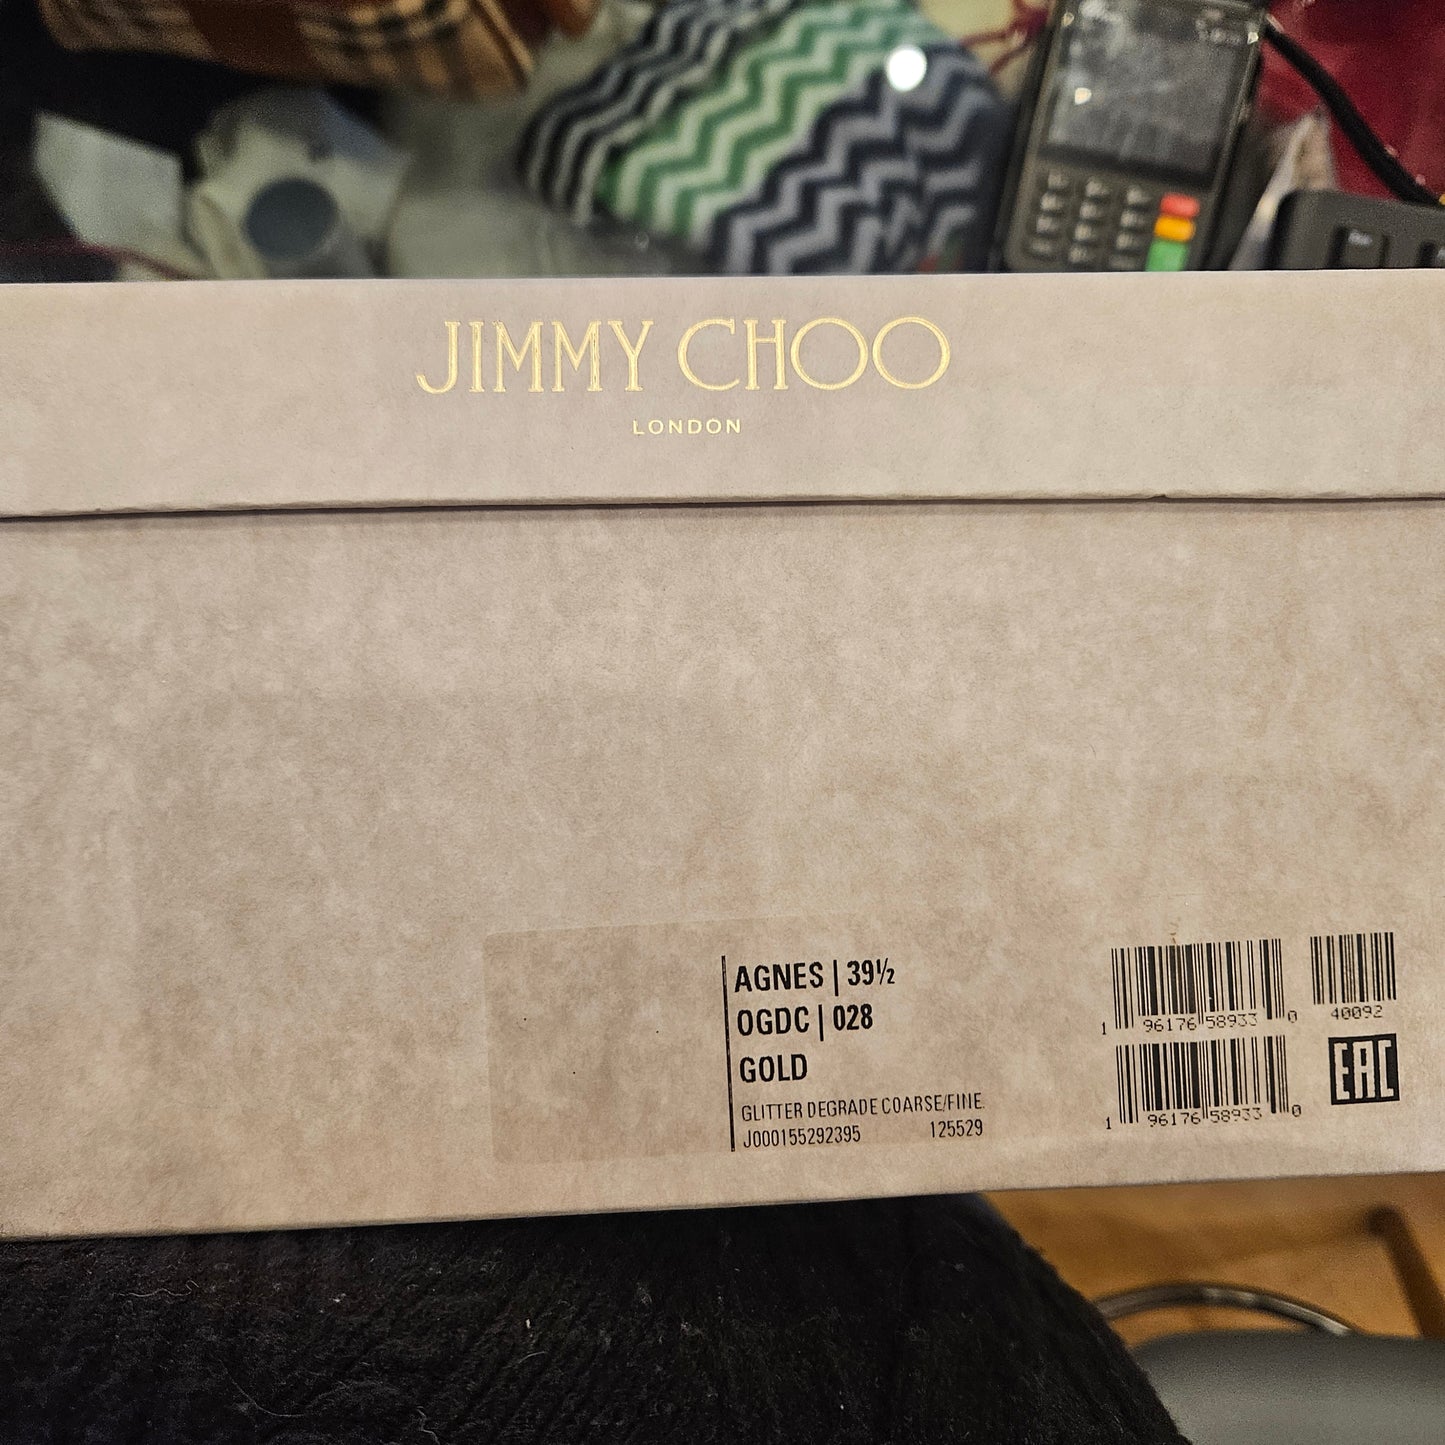 JIMMY CHOO
LONDON
AGNES | 39½
OGDC | 028
GOLD
GLITTER DEGRADE COARSE/FINE
J000155292395 125529
1 96176 58933 0
40092
EAC
1 96176 58933 0